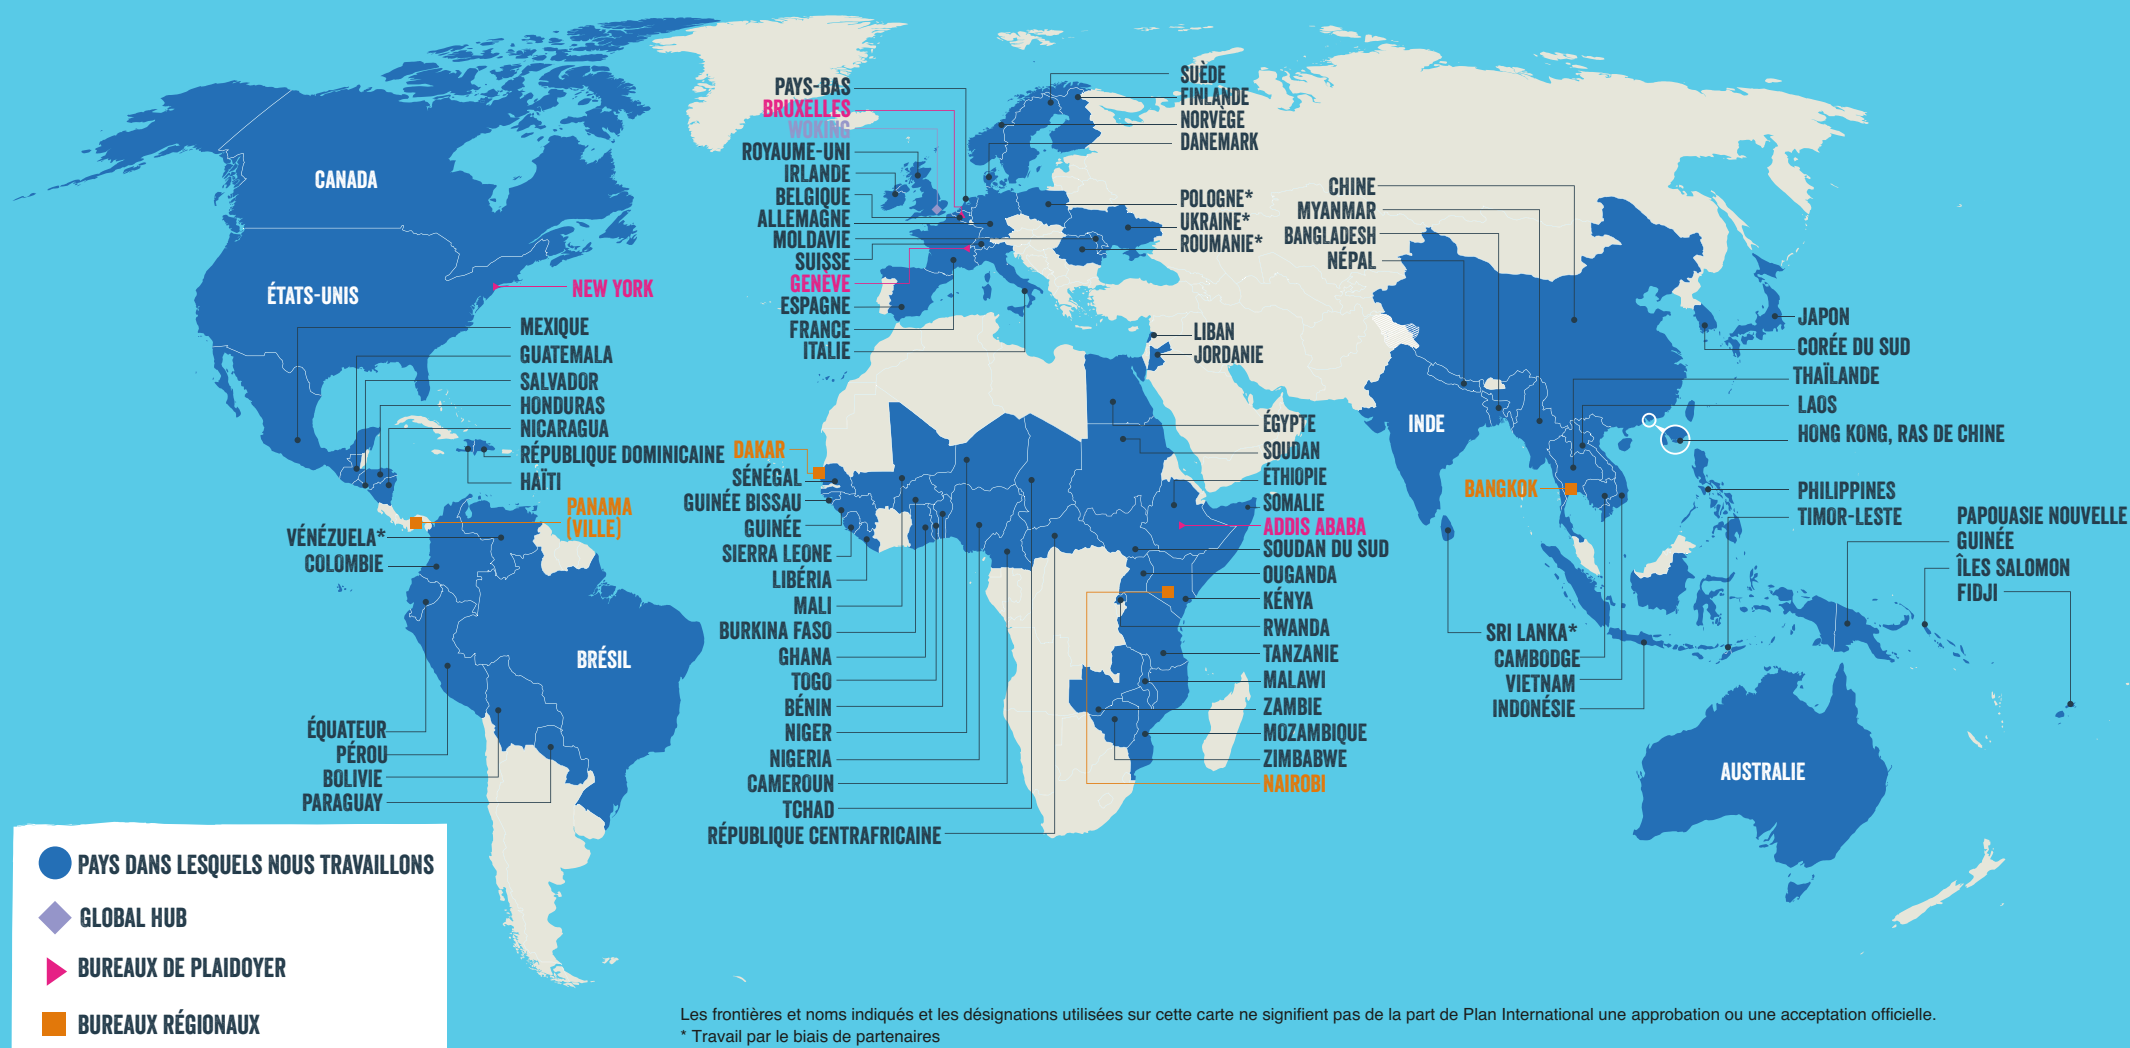 CANADA
ÉTATS-UNIS
NEW YORK
MEXIQUE
GUATEMALA
SALVADOR
HONDURAS
NICARAGUA
RÉPUBLIQUE DOMINICAINE
HAÏTI
PANAMA
(VILLE)
VÉNÉZUELA*
COLOMBIE
BRÉSIL
ÉQUATEUR
PÉROU
BOLIVIE
PARAGUAY
PAYS-BAS
BRUXELLES
WOKING
ROYAUME-UNI
IRLANDE
BELGIQUE
ALLEMAGNE
MOLDAVIE
SUISSE
GENÈVE
ESPAGNE
FRANCE
ITALIE
SUÈDE
FINLANDE
NORVÈGE
DANEMARK
POLOGNE*
UKRAINE*
ROUMANIE*
LIBAN
JORDANIE
DAKAR
SÉNÉGAL
GUINÉE BISSAU
GUINÉE
SIERRA LEONE
LIBÉRIA
MALI
BURKINA FASO
GHANA
TOGO
BÉNIN
NIGER
NIGERIA
CAMEROUN
TCHAD
RÉPUBLIQUE CENTRAFRICAINE
ÉGYPTE
SOUDAN
ÉTHIOPIE
SOMALIE
ADDIS ABABA
SOUDAN DU SUD
OUGANDA
KÉNYA
RWANDA
TANZANIE
MALAWI
ZAMBIE
MOZAMBIQUE
ZIMBABWE
NAIROBI
CHINE
MYANMAR
BANGLADESH
NÉPAL
INDE
JAPON
CORÉE DU SUD
THAÏLANDE
LAOS
HONG KONG, RAS DE CHINE
BANGKOK
PHILIPPINES
TIMOR-LESTE
PAPOUASIE NOUVELLE
GUINÉE
ÎLES SALOMON
FIDJI
SRI LANKA*
CAMBODGE
VIETNAM
INDONÉSIE
AUSTRALIE
PAYS DANS LESQUELS NOUS TRAVAILLONS
GLOBAL HUB
BUREAUX DE PLAIDOYER
BUREAUX RÉGIONAUX
Les frontières et noms indiqués et les désignations utilisées sur cette carte ne signifient pas de la part de Plan International une approbation ou une acceptation officielle.
* Travail par le biais de partenaires